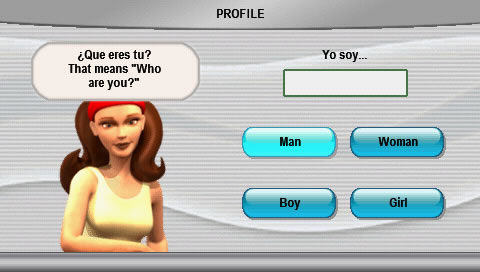 PROFILE
¿Que eres tu?
That means "Who
are you?"
Yo soy...
Man
Woman
Boy
Girl